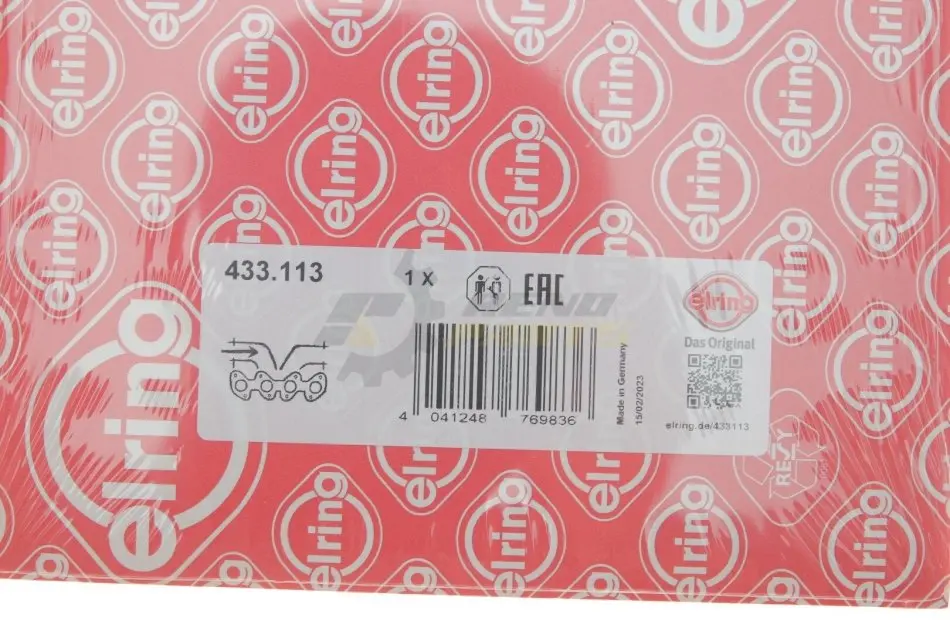 433.113
1 X
EAC
elring
Das Original
4 041248 769836
Made in Germany
15/02/2023
elring.de/433113
RESY
elring